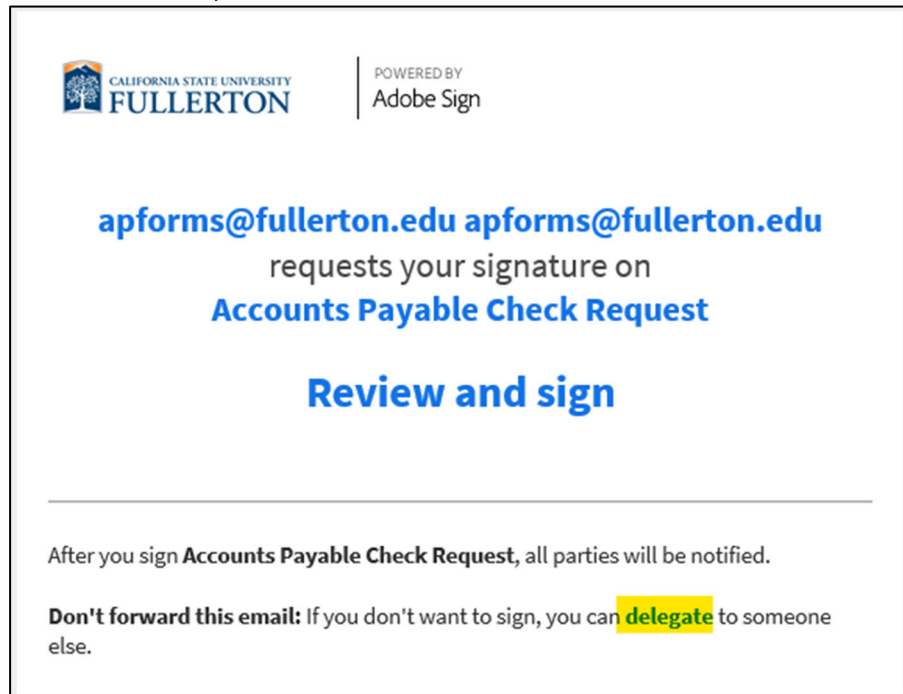 CALIFORNIA STATE UNIVERSITY
FULLERTON
POWERED BY
Adobe Sign
apforms@fullerton.edu apforms@fullerton.edu
requests your signature on
Accounts Payable Check Request
Review and sign
After you sign Accounts Payable Check Request, all parties will be notified.
Don't forward this email: If you don't want to sign, you can delegate to someone
else.